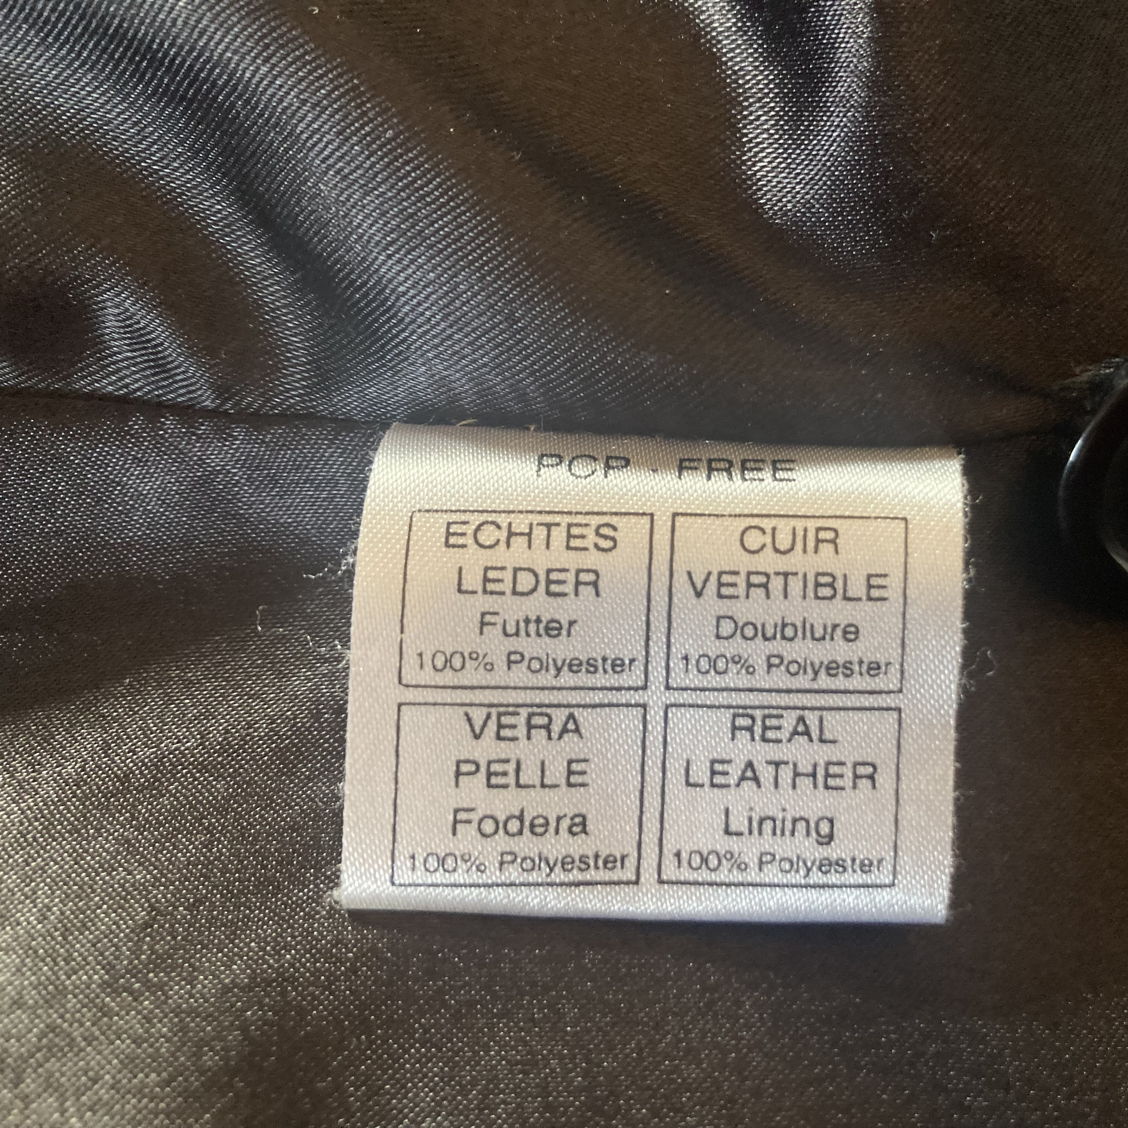 PCP - FREE
ECHTES
LEDER
Futter
100% Polyester
CUIR
VERTIBLE
Doublure
100% Polyester
VERA
PELLE
Fodera
100% Polyester
REAL
LEATHER
Lining
100% Polyester